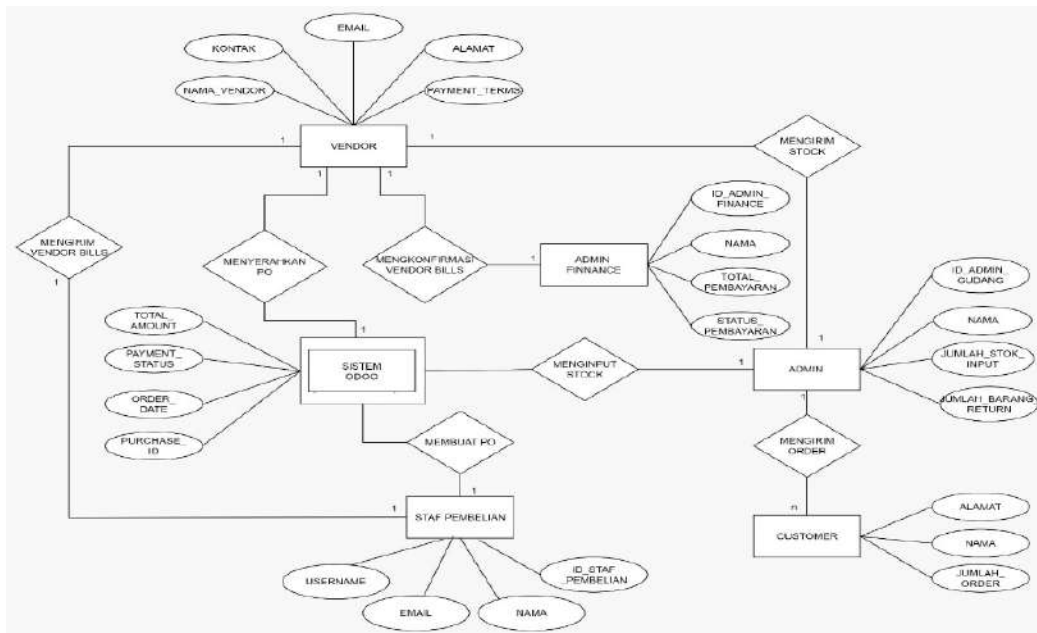 EMAIL
KONTAK
ALAMAT
NAMA_VENDOR
PAYMENT_TERMS
1
VENDOR
1
MENGIRIM
STOCK
1
1
ID_ADMIN_
FINANCE
MENGIRIM
VENDOR BILLS
MENYERAHKAN
PO
MENGKONFIRMASI
VENDOR BILLS
1
ADMIN
FINNANCE
NAMA
ID_ADMIN_
GUDANG
1
TOTAL_
PEMBAYARAN
TOTAL_
AMOUNT
STATUS_
PEMBAYARAN
NAMA
1
1
PAYMENT_
STATUS
SISTEM
ODOO
MENGINPUT
STOCK
1
ADMIN
JUMLAH_STOK_
INPUT
ORDER_
DATE
1
JUMLAH_BARANG
RETURN
PURCHASE_
ID
MEMBUAT PO
MENGIRIM
ORDER
1
1
STAF PEMBELIAN
n
ALAMAT
CUSTOMER
NAMA
USERNAME
ID_STAF
_PEMBELIAN
JUMLAH_
ORDER
EMAIL
NAMA